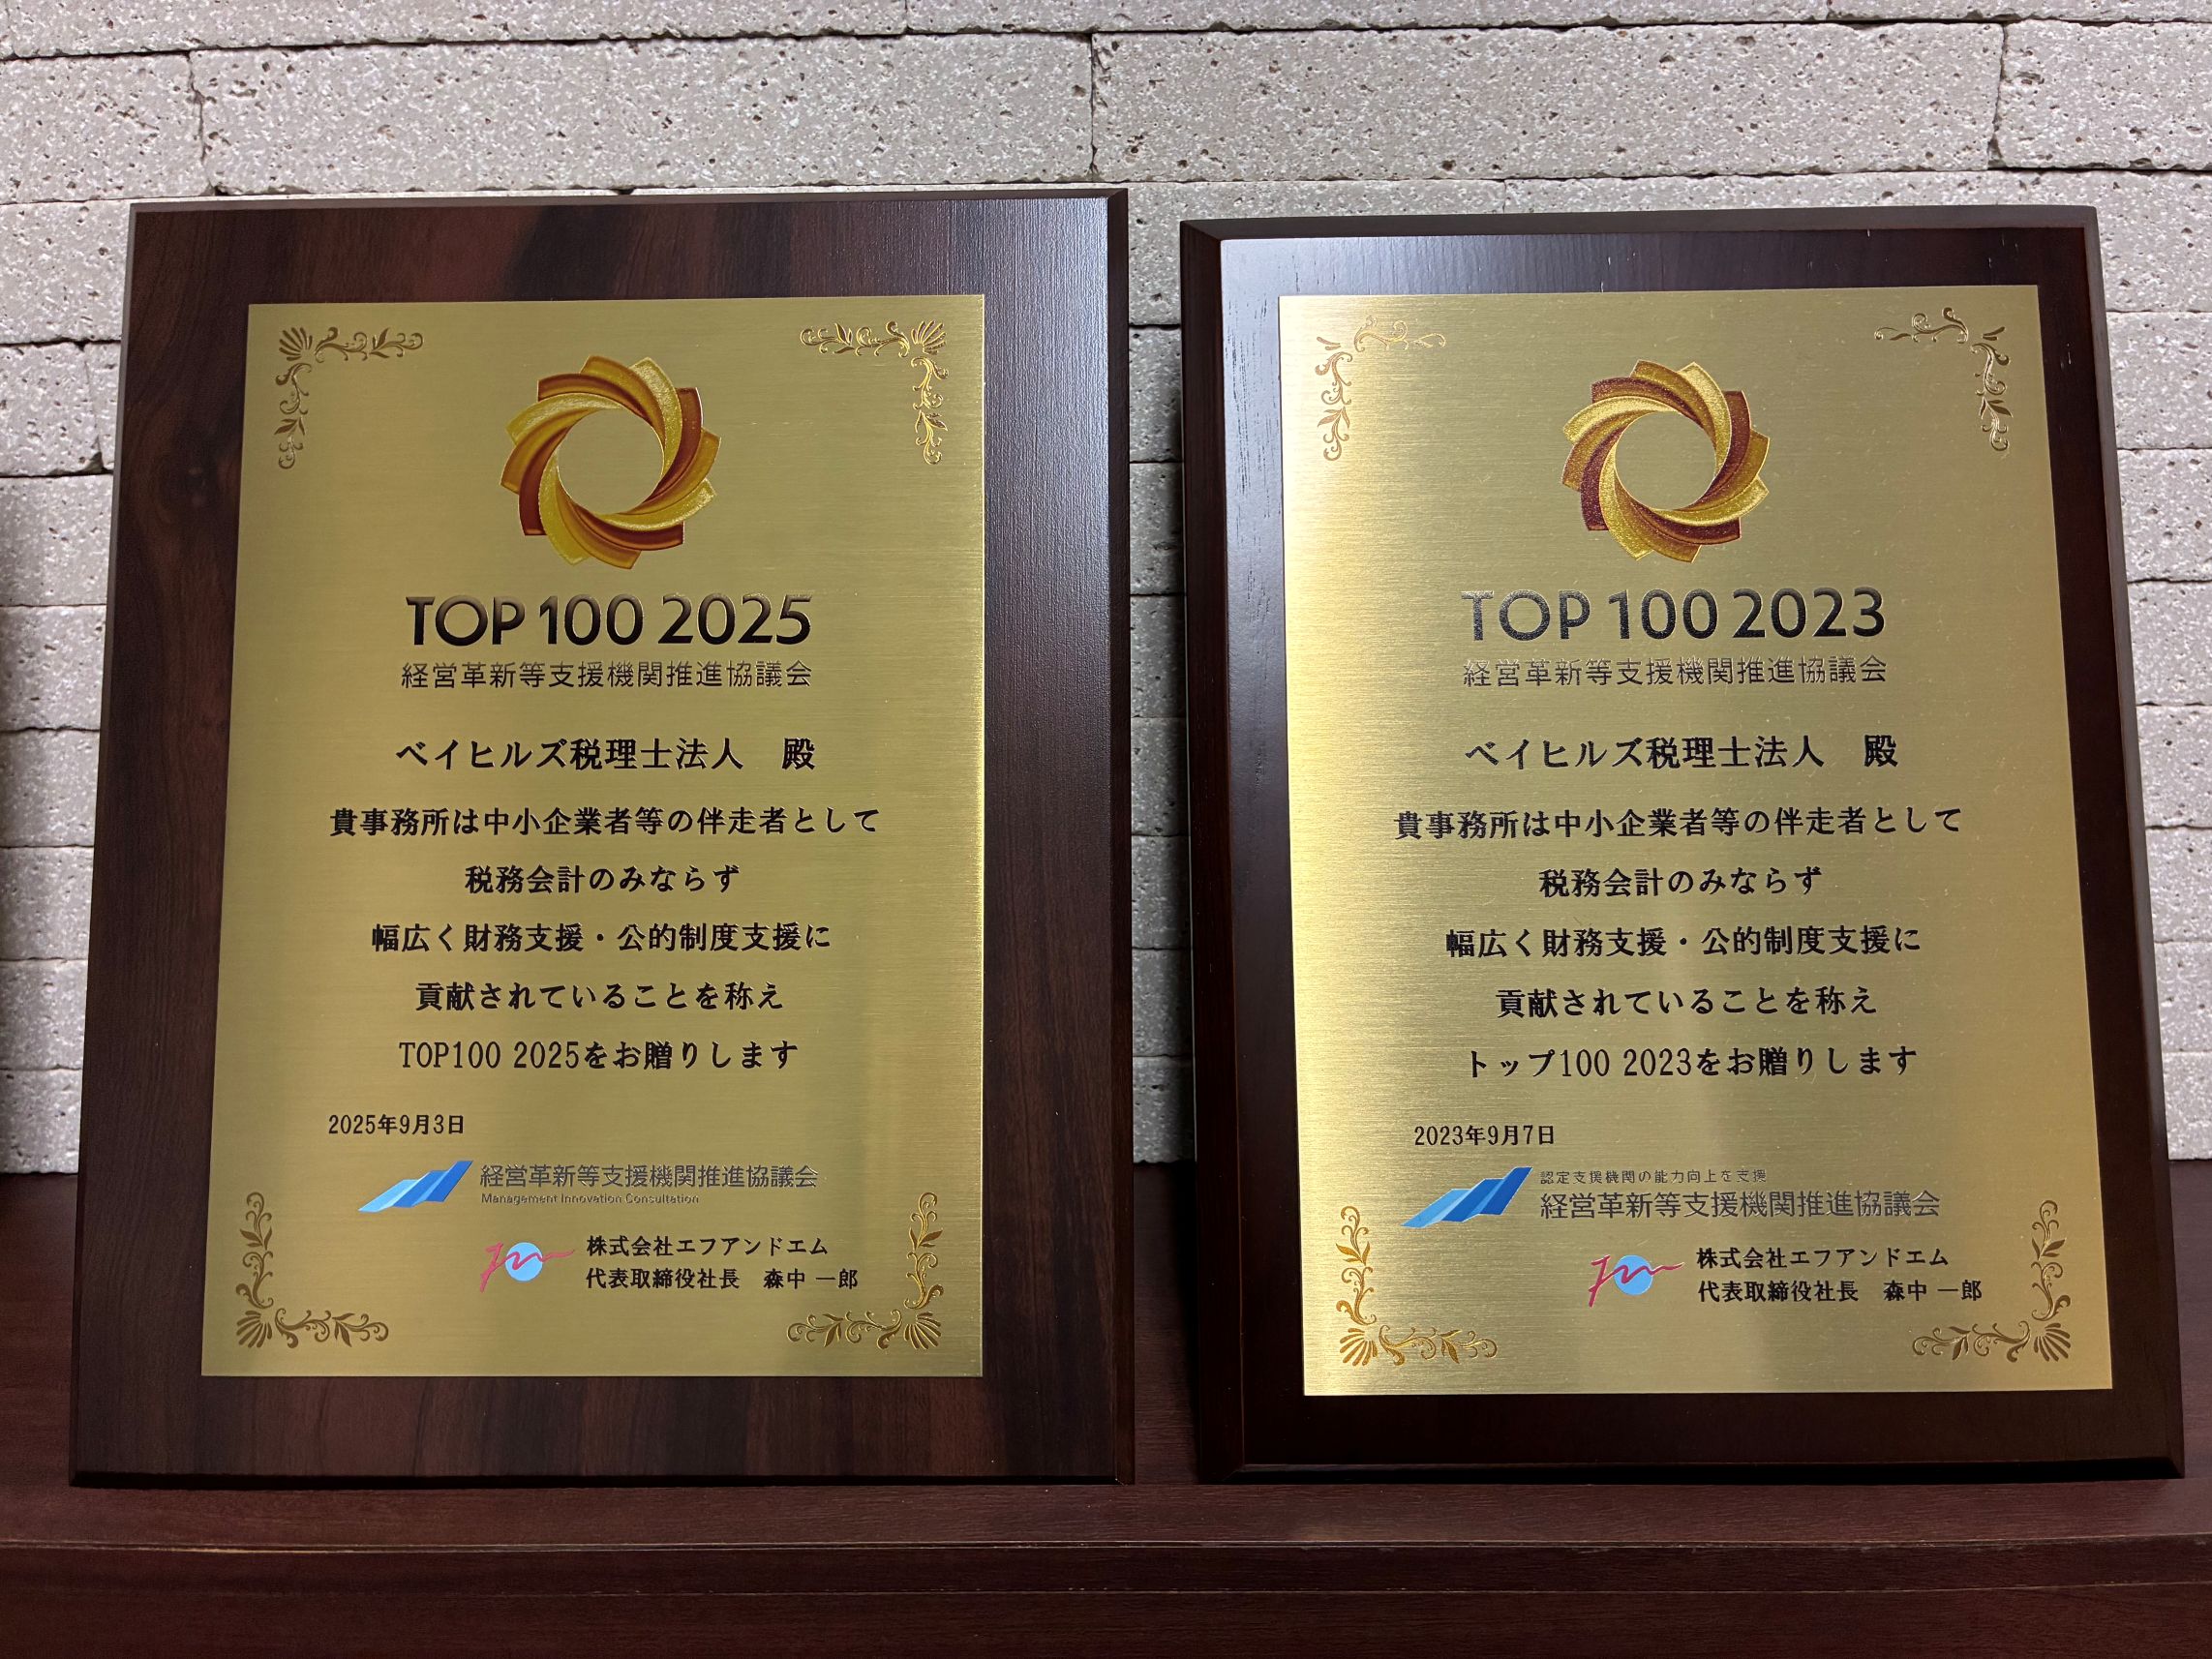 TOP 100 2025
経営革新等支援機関推進協議会
ベイヒルズ税理士法人 殿
貴事務所は中小企業者等の伴走者として
税務会計のみならず
幅広く財務支援・公的制度支援に
貢献されていることを称え
TOP100 2025をお贈りします
2025年9月3日
経営革新等支援機関推進協議会
Management Innovation Consultation
株式会社エフアンドエム
代表取締役社長 森中 一郎
TOP 100 2023
経営革新等支援機関推進協議会
ベイヒルズ税理士法人 殿
貴事務所は中小企業者等の伴走者として
税務会計のみならず
幅広く財務支援・公的制度支援に
貢献されていることを称え
トップ100 2023をお贈りします
2023年9月7日
認定支援機関の能力向上を支援
経営革新等支援機関推進協議会
株式会社エフアンドエム
代表取締役社長 森中 一郎